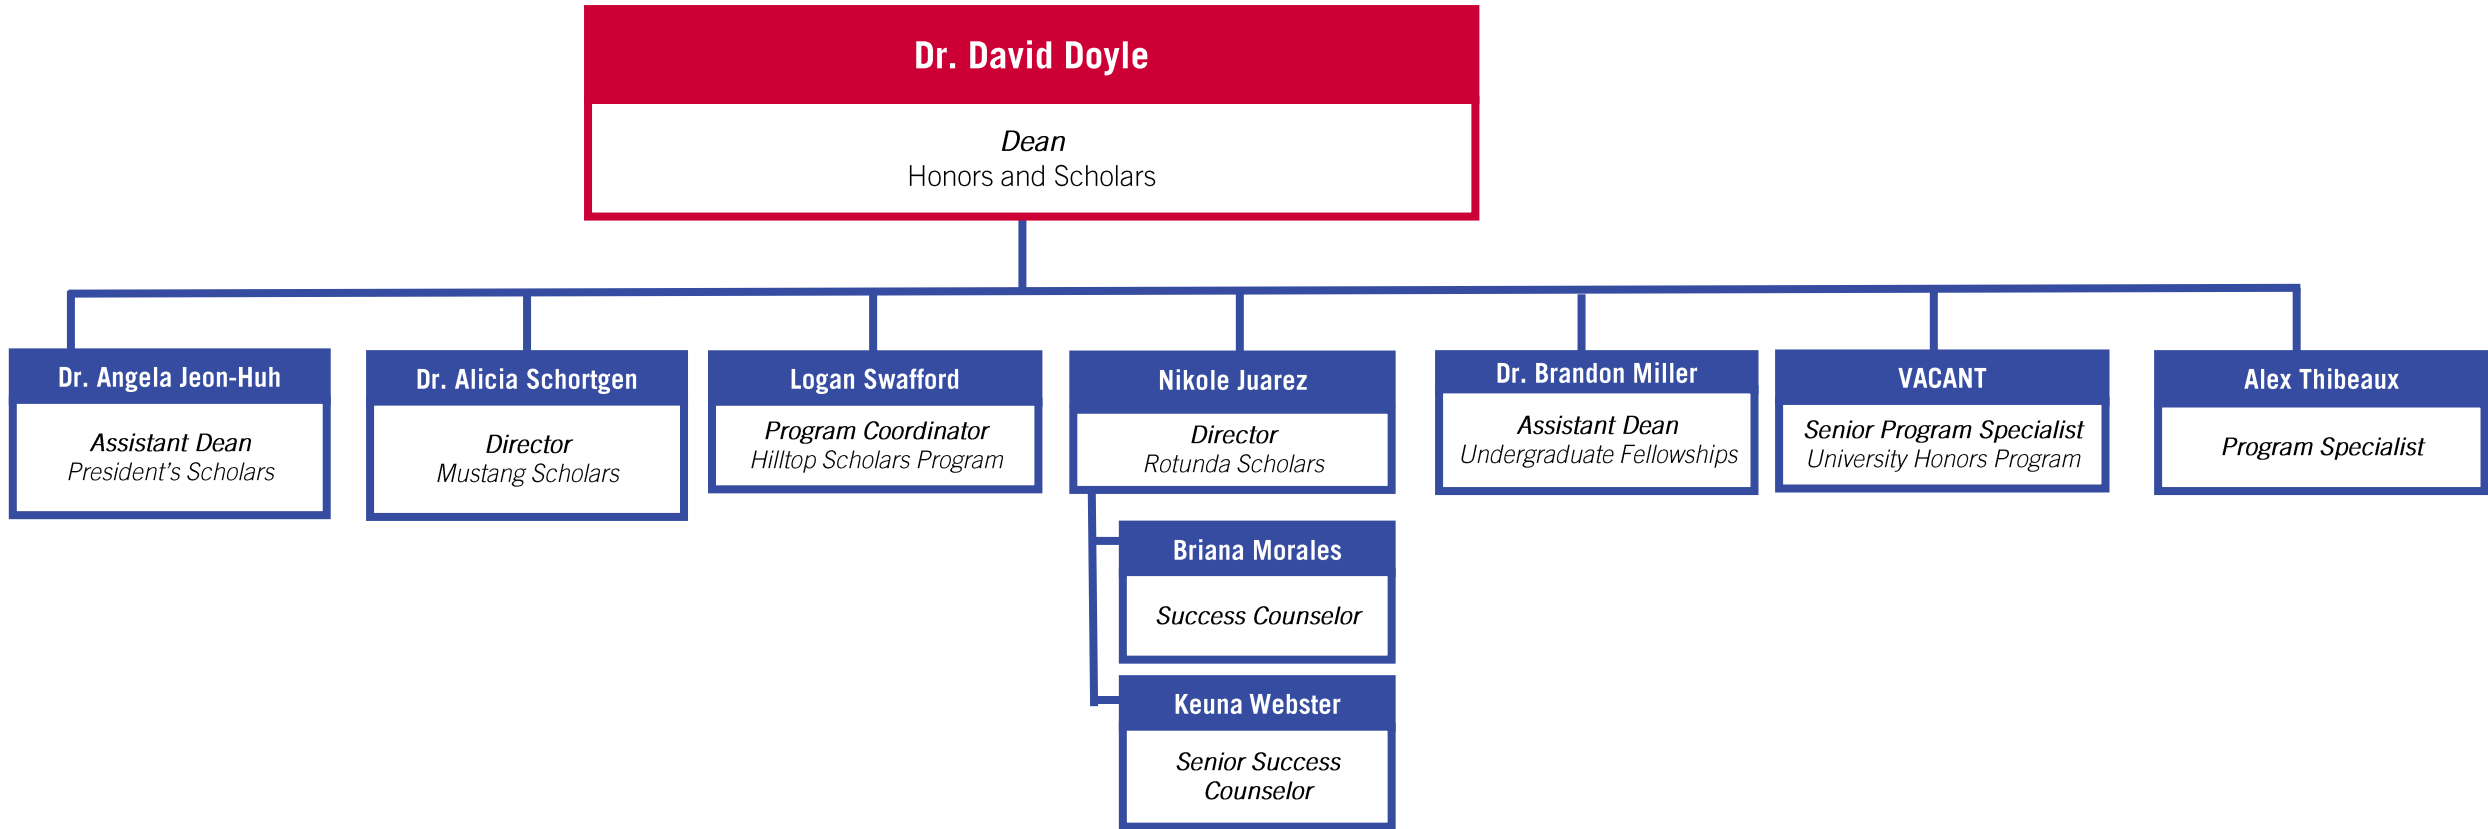 Dr. David Doyle
Dean
Honors and Scholars
Dr. Angela Jeon-Huh
Assistant Dean
President’s Scholars
Dr. Alicia Schortgen
Director
Mustang Scholars
Logan Swafford
Program Coordinator
Hilltop Scholars Program
Nikole Juarez
Director
Rotunda Scholars
Briana Morales
Success Counselor
Keuna Webster
Senior Success
Counselor
Dr. Brandon Miller
Assistant Dean
Undergraduate Fellowships
VACANT
Senior Program Specialist
University Honors Program
Alex Thibeaux
Program Specialist